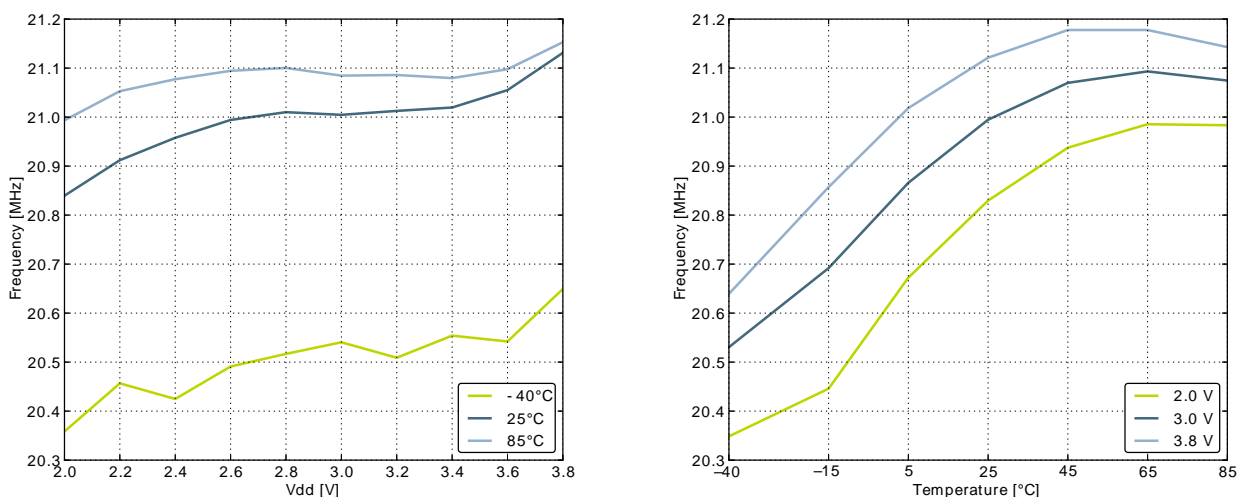 21.2
21.1
21.0
20.9
20.8
20.7
20.6
20.5
20.4
20.3
Frequency [MHz]
2.0 2.2 2.4 2.6 2.8 3.0 3.2 3.4 3.6 3.8
Vdd [V]
- 40°C
25°C
85°C
21.2
21.1
21.0
20.9
20.8
20.7
20.6
20.5
20.4
20.3
Frequency [MHz]
–40 –15 5 25 45 65 85
Temperature [°C]
2.0 V
3.0 V
3.8 V